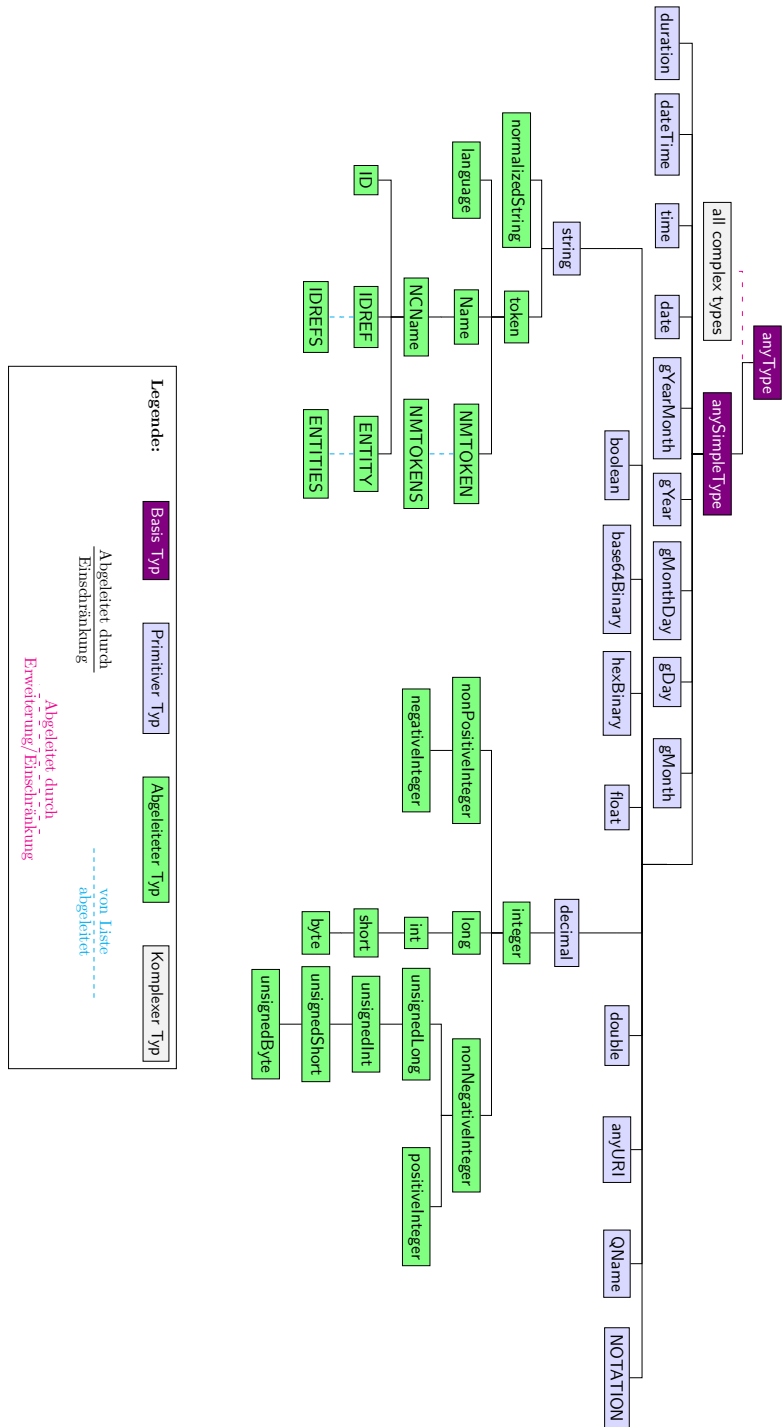 anyType
all complex types
anySimpleType
duration
dateTime
time
date
gYearMonth
gYear
gMonthDay
gDay
gMonth
boolean
base64Binary
hexBinary
float
double
anyURI
QName
NOTATION
string
decimal
normalizedString
token
integer
language
Name
NMTOKEN
nonPositiveInteger
long
nonNegativeInteger
NCName
NMTOKENS
negativeInteger
int
unsignedLong
positiveInteger
ID
IDREF
ENTITY
short
unsignedInt
IDREFS
ENTITIES
byte
unsignedShort
unsignedByte
Legende:
Basis Typ
Primitiver Typ
Abgeleiteter Typ
Komplexer Typ
Abgeleitet durch
Einschränkung
von Liste
abgeleitet
Abgeleitet durch
Erweiterung/Einschränkung